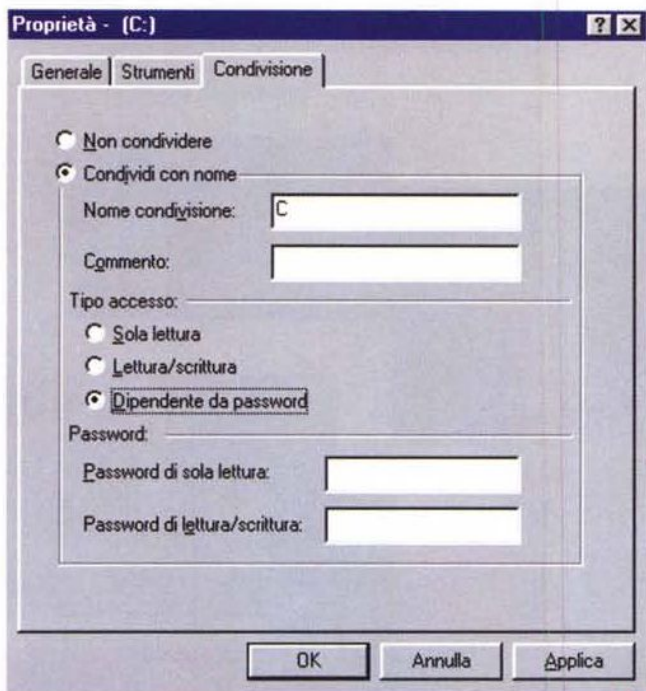 Proprietà - (C:)
? X
Generale Strumenti Condivisione
Non condividere
Condividi con nome
Nome condivisione: C
Commento:
Tipo accesso:
Sola lettura
Lettura/scrittura
Dipendente da password
Password:
Password di sola lettura:
Password di lettura/scrittura:
OK Annulla Applica